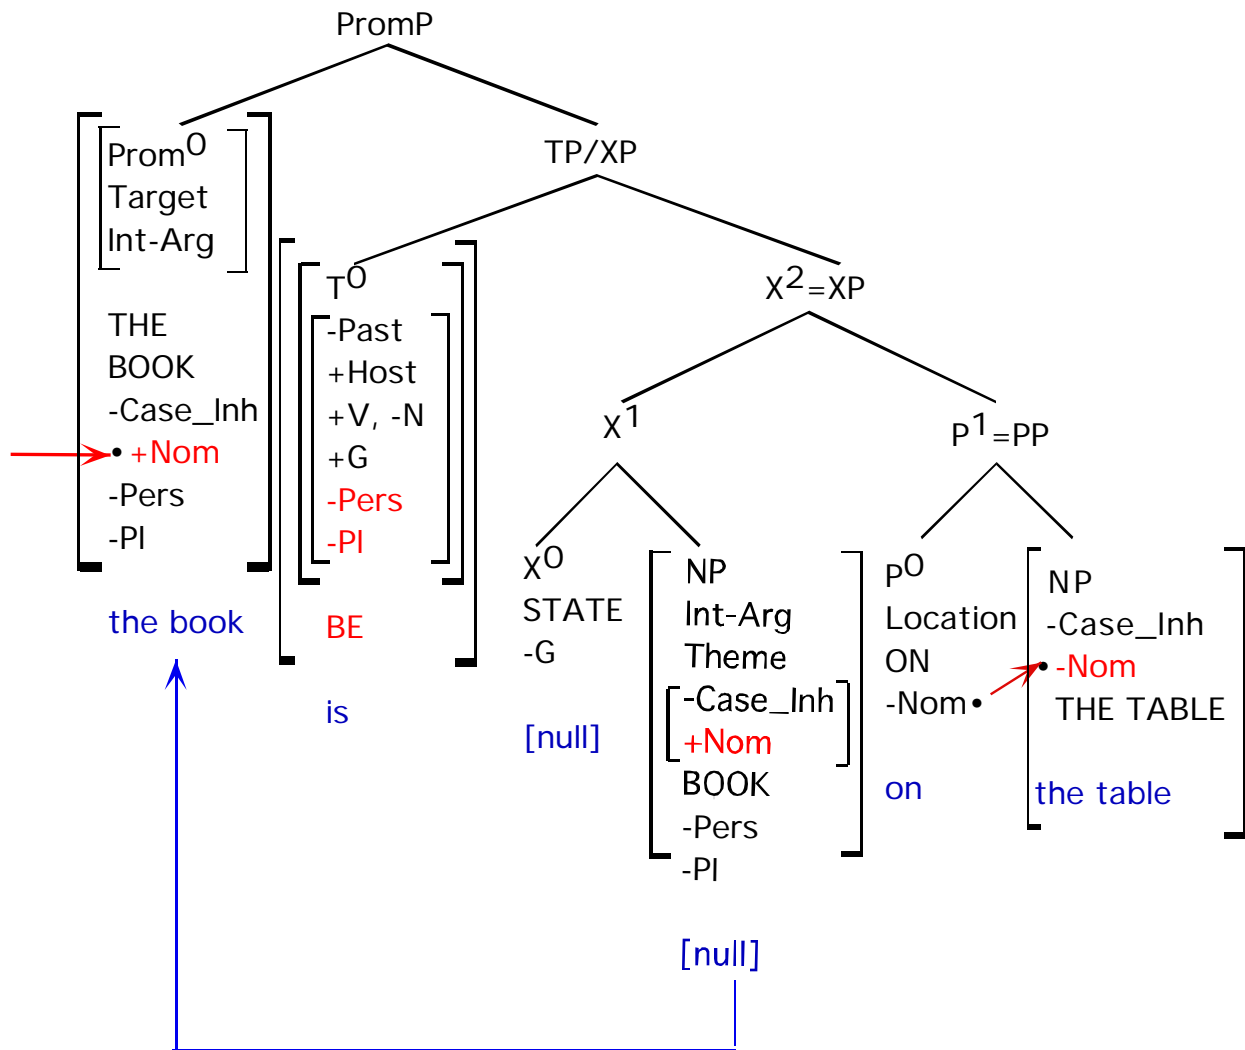 PromP
Prom0
Target
Int-Arg
THE
BOOK
-Case_Inh
• +Nom
-Pers
-Pl
the book
TP/XP
T0
-Past
+Host
+V, -N
+G
-Pers
-Pl
BE
is
X2=XP
X1
X0
STATE
-G
[null]
NP
Int-Arg
Theme
-Case_Inh
+Nom
BOOK
-Pers
-Pl
[null]
P1=PP
P0
Location
ON
-Nom•
on
NP
-Case_Inh
• -Nom
THE TABLE
the table